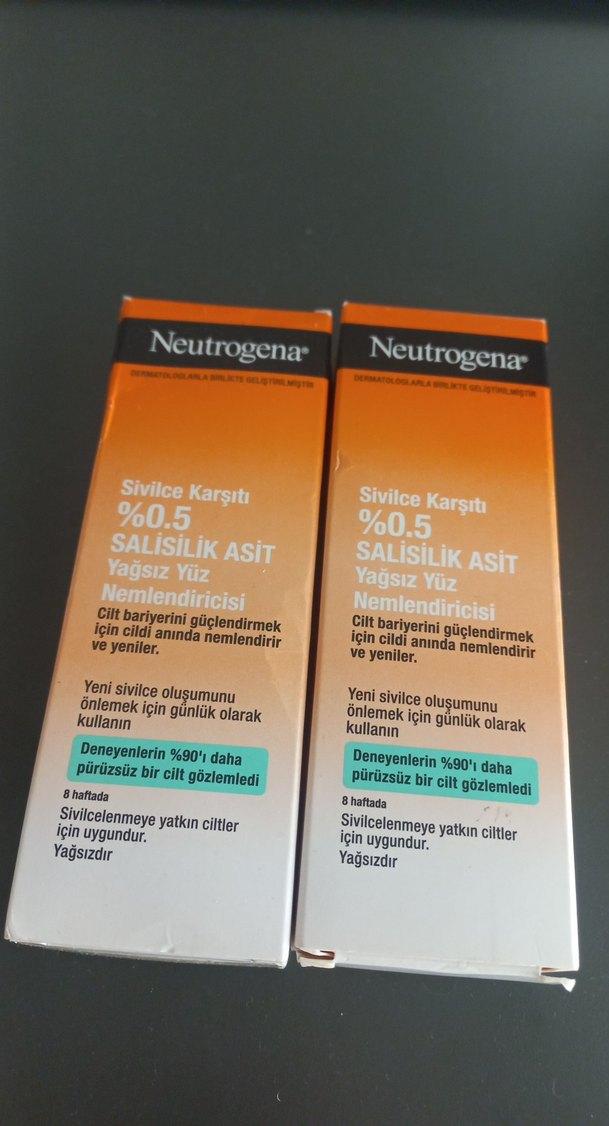 Neutrogena®
DERMATOLOGLARLA BİRLİKTE GELİŞTİRİLMİŞTİR
Sivilce Karşıtı
%0.5
SALİSİLİK ASİT
Yağsız Yüz
Nemlendiricisi
Cilt bariyerini güçlendirmek
için cildi anında nemlendirir
ve yeniler.
Yeni sivilce oluşumunu
önlemek için günlük olarak
kullanın
Deneyenlerin %90'ı daha
pürüzsüz bir cilt gözlemledi
8 haftada
Sivilcelenmeye yatkın ciltler
için uygundur.
Yağsızdır
Neutrogena®
DERMATOLOGLARLA BİRLİKTE GELİŞTİRİLMİŞTİR
Sivilce Karşıtı
%0.5
SALİSİLİK ASİT
Yağsız Yüz
Nemlendiricisi
Cilt bariyerini güçlendirmek
için cildi anında nemlendirir
ve yeniler.
Yeni sivilce oluşumunu
önlemek için günlük olarak
kullanın
Deneyenlerin %90'ı daha
pürüzsüz bir cilt gözlemledi
8 haftada
Sivilcelenmeye yatkın ciltler
için uygundur.
Yağsızdır